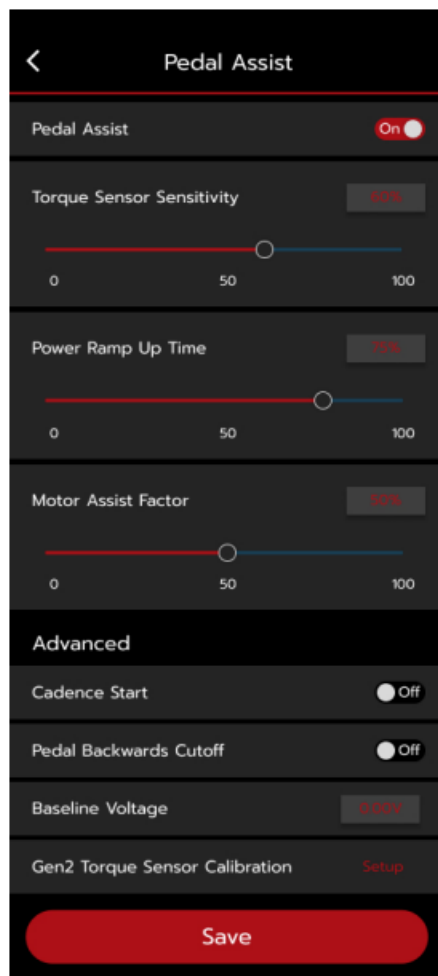 Pedal Assist
Pedal Assist On
Torque Sensor Sensitivity 60%
0 50 100
Power Ramp Up Time 75%
0 50 100
Motor Assist Factor 50%
0 50 100
Advanced
Cadence Start Off
Pedal Backwards Cutoff Off
Baseline Voltage 0.00V
Gen2 Torque Sensor Calibration Setup
Save